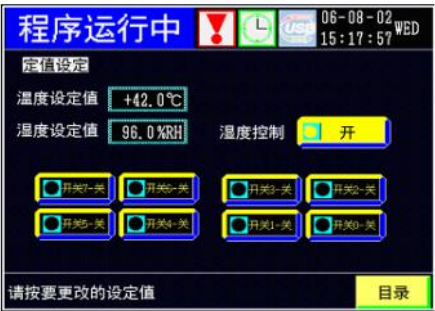 程序运行中 USB 06-08-02 WED
15:17:57
定值设定
温度设定值 +42.0℃
湿度设定值 96.0%RH 湿度控制 开
开关7-关 开关6-关 开关3-关 开关2-关
开关5-关 开关4-关 开关1-关 开关0-关
请按要更改的设定值 目录